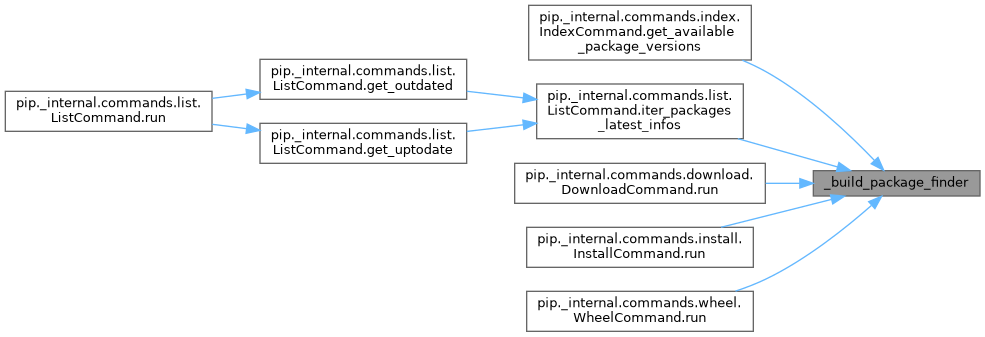 pip._internal.commands.index.
IndexCommand.get_available
_package_versions
pip._internal.commands.list.
ListCommand.get_outdated
pip._internal.commands.list.
ListCommand.iter_packages
_latest_infos
pip._internal.commands.list.
ListCommand.run
pip._internal.commands.list.
ListCommand.get_uptodate
pip._internal.commands.download.
DownloadCommand.run
_build_package_finder
pip._internal.commands.install.
InstallCommand.run
pip._internal.commands.wheel.
WheelCommand.run